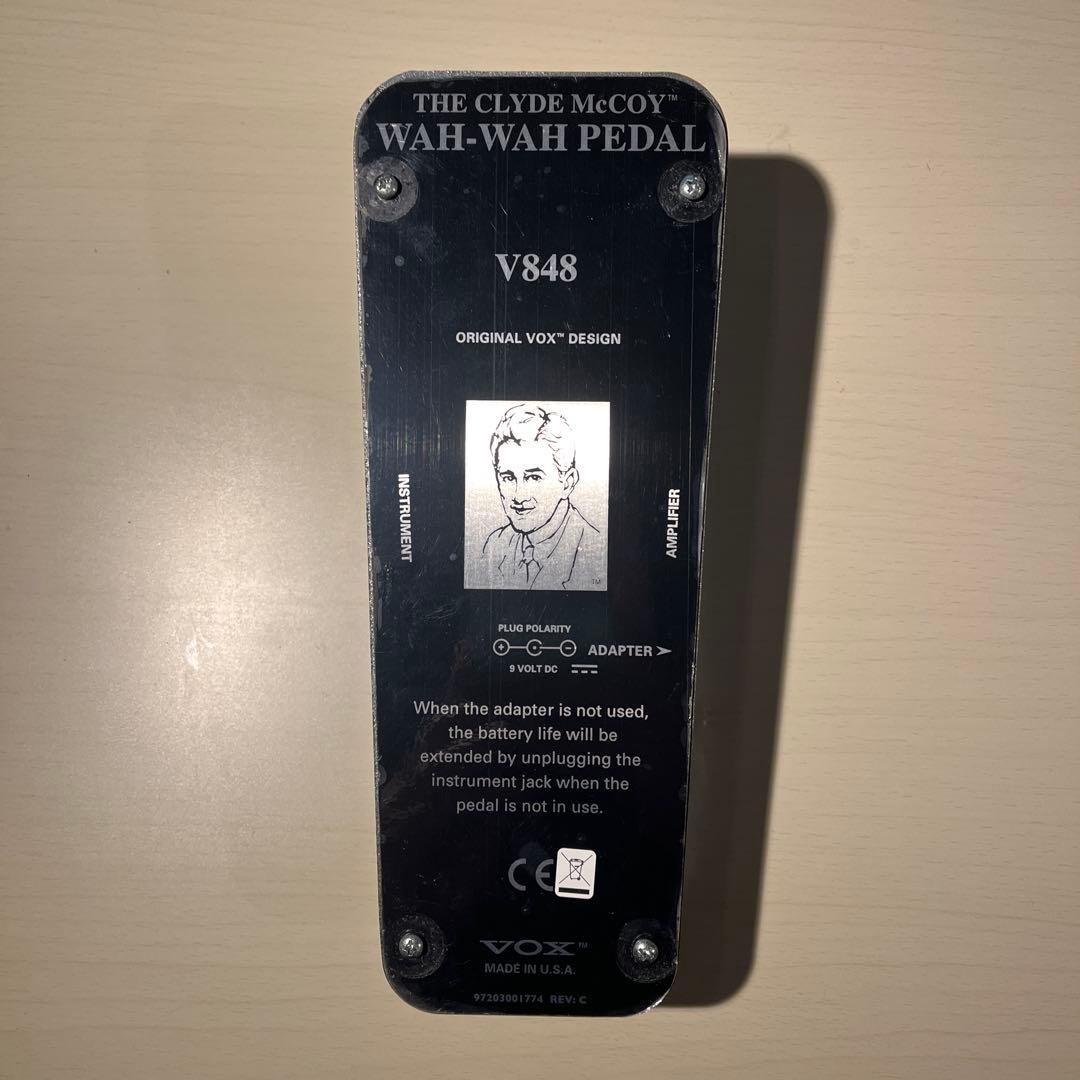 THE CLYDE McCOY™
WAH-WAH PEDAL
V848
ORIGINAL VOX™ DESIGN
INSTRUMENT
AMPLIFIER
TM
PLUG POLARITY
ADAPTER
9 VOLT DC
When the adapter is not used,
the battery life will be
extended by unplugging the
instrument jack when the
pedal is not in use.
CE
VOX™
MADE IN U.S.A.
97203001774 REV: C